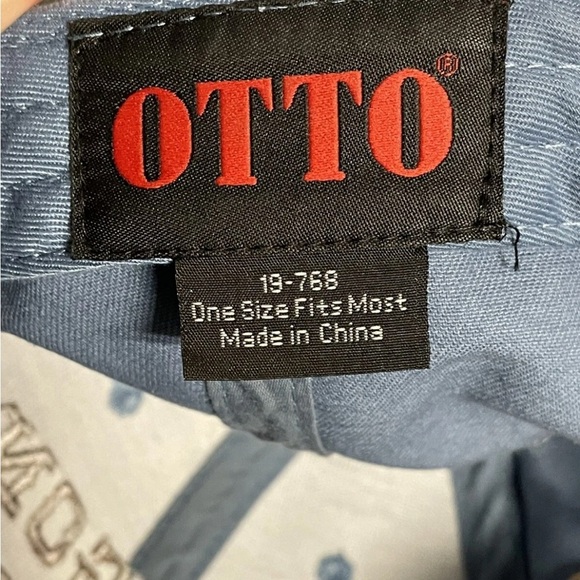 OTTO®
19-768
One Size Fits Most
Made in China